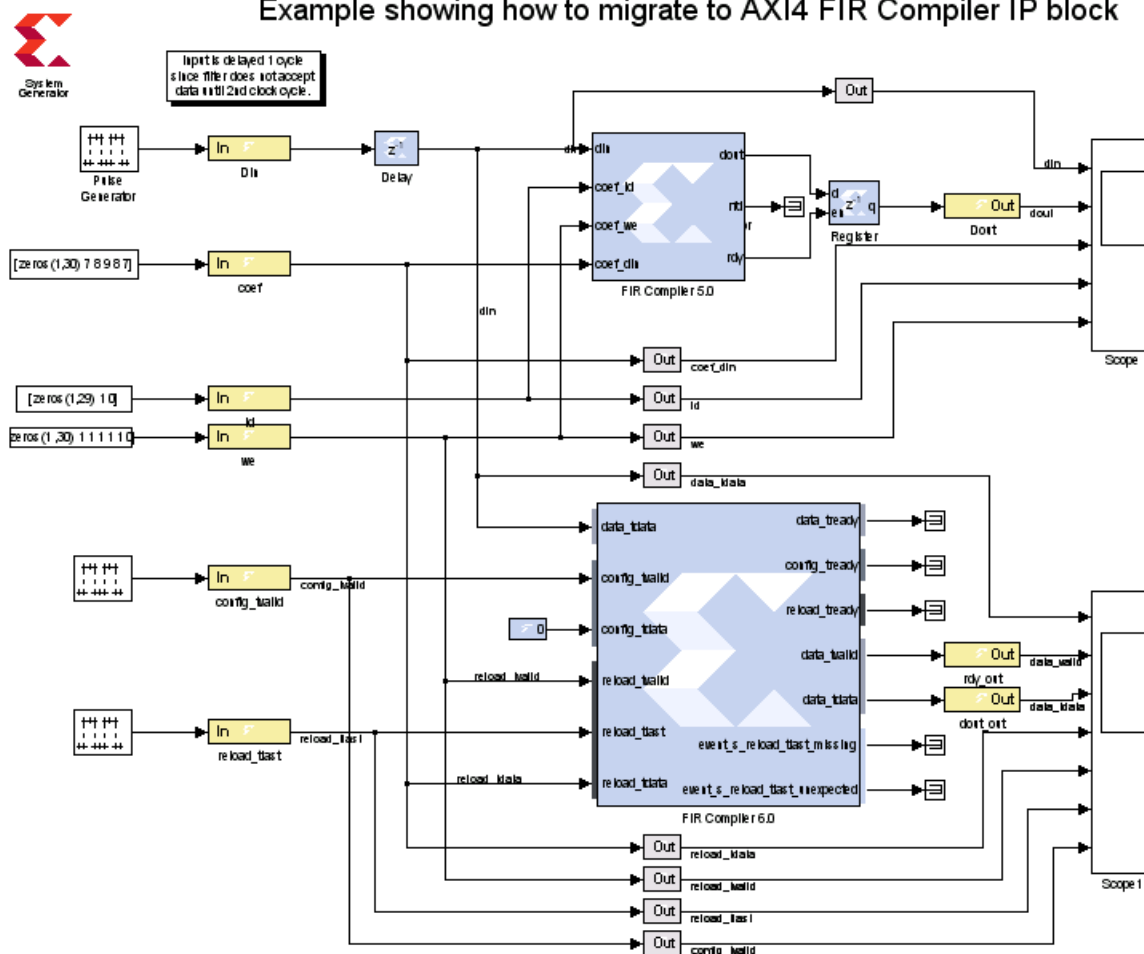 Example showing how to migrate to AXI4 FIR Compiler IP block
System
Generator
Input is delayed 1 cycle
since filter does not accept
data until 2nd clock cycle.
Out
Pulse
Generator
In
Din
z-1
Delay
din
coef_ld
coef_we
coef_din
dout
rfd
rdy
FIR Compiler 5.0
d
en
z-1
q
Register
Out
Dout
din
dout
[zeros(1,30) 7 8 9 8 7]
In
coef
din
Scope
Out
coef_din
[zeros(1,29) 1 0]
In
ld
Out
ld
zeros(1,30) 1 1 1 1 1 0
In
we
Out
we
Out
data_tdata
data_tdata
config_tvalid
config_tdata
reload_tvalid
reload_tlast
reload_tdata
data_tready
config_tready
reload_tready
data_tvalid
data_tdata
event_s_reload_tlast_missing
event_s_reload_tlast_unexpected
FIR Compiler 6.0
In
config_tvalid
config_tvalid
0
reload_tvalid
Out
rdy_out
data_valid
Out
dout_out
data_tdata
In
reload_tlast
reload_tlast
reload_tdata
Out
reload_tdata
Out
reload_tvalid
Out
reload_tlast
Out
config_tvalid
Scope1